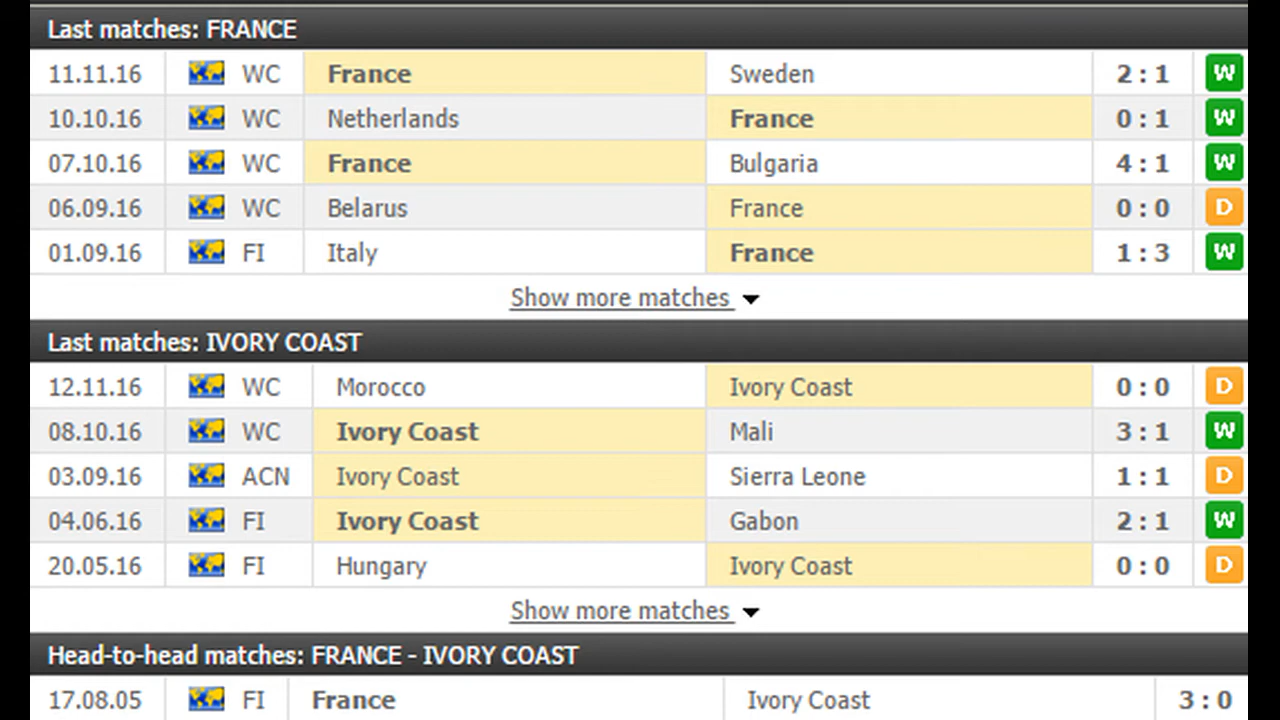 Last matches: FRANCE
11.11.16 WC France Sweden 2 : 1 W
10.10.16 WC Netherlands France 0 : 1 W
07.10.16 WC France Bulgaria 4 : 1 W
06.09.16 WC Belarus France 0 : 0 D
01.09.16 FI Italy France 1 : 3 W
Show more matches
Last matches: IVORY COAST
12.11.16 WC Morocco Ivory Coast 0 : 0 D
08.10.16 WC Ivory Coast Mali 3 : 1 W
03.09.16 ACN Ivory Coast Sierra Leone 1 : 1 D
04.06.16 FI Ivory Coast Gabon 2 : 1 W
20.05.16 FI Hungary Ivory Coast 0 : 0 D
Show more matches
Head-to-head matches: FRANCE - IVORY COAST
17.08.05 FI France Ivory Coast 3 : 0